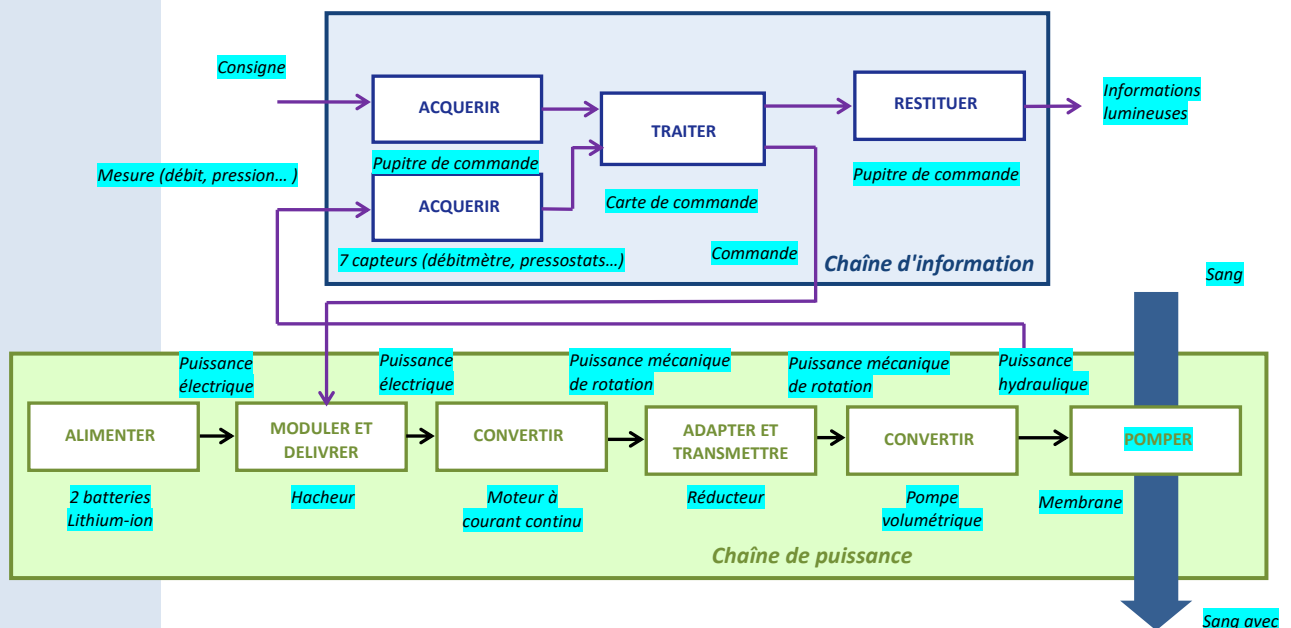 Consigne
ACQUERIR
Pupitre de commande
Mesure (débit, pression... )
ACQUERIR
7 capteurs (débitmètre, pressostats...)
TRAITER
Carte de commande
Commande
RESTITUER
Pupitre de commande
Informations
lumineuses
Chaîne d'information
Sang
Puissance
électrique
Puissance
électrique
Puissance mécanique
de rotation
Puissance mécanique
de rotation
Puissance
hydraulique
ALIMENTER
MODULER ET
DELIVRER
CONVERTIR
ADAPTER ET
TRANSMETTRE
CONVERTIR
POMPER
2 batteries
Lithium-ion
Hacheur
Moteur à
courant continu
Réducteur
Pompe
volumétrique
Membrane
Chaîne de puissance
Sang avec